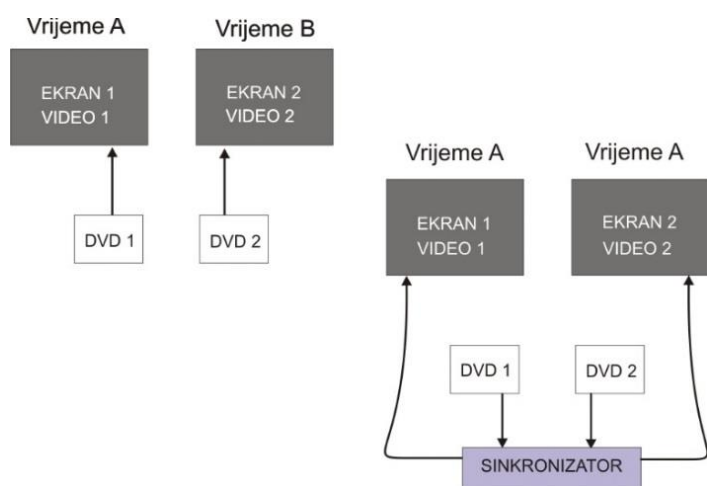 Vrijeme A
Vrijeme B
EKRAN 1
VIDEO 1
EKRAN 2
VIDEO 2
DVD 1
DVD 2
Vrijeme A
Vrijeme A
EKRAN 1
VIDEO 1
EKRAN 2
VIDEO 2
DVD 1
DVD 2
SINKRONIZATOR